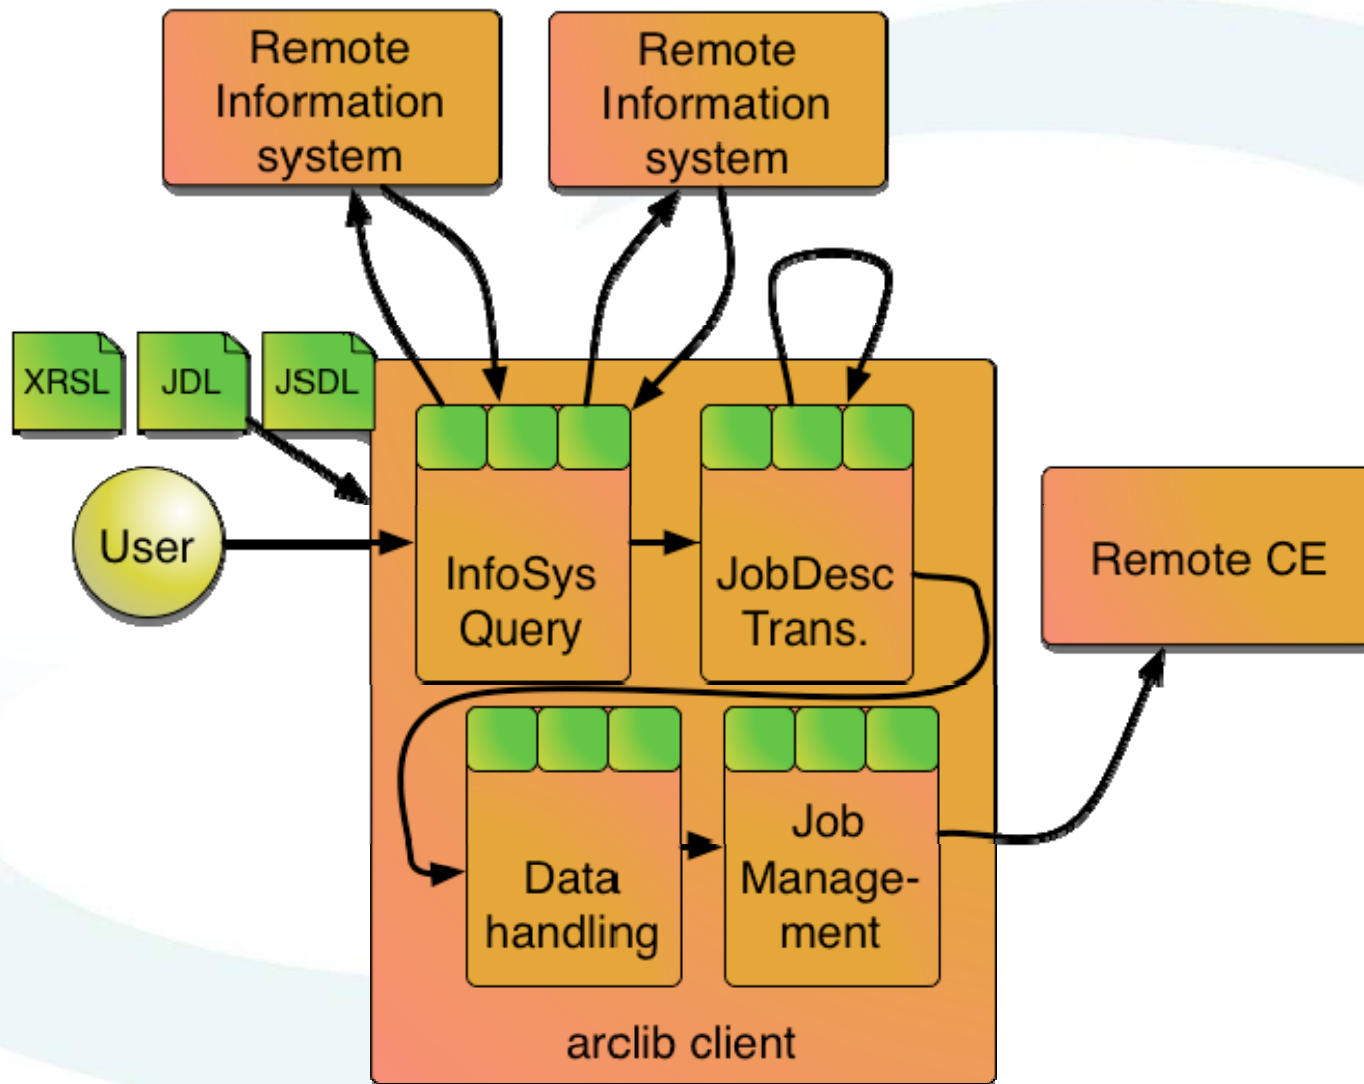 Remote
Information
system
Remote
Information
system
XRSL
JDL
JSDL
User
InfoSys
Query
JobDesc
Trans.
Remote CE
Data
handling
Job
Manage-
ment
arclib client